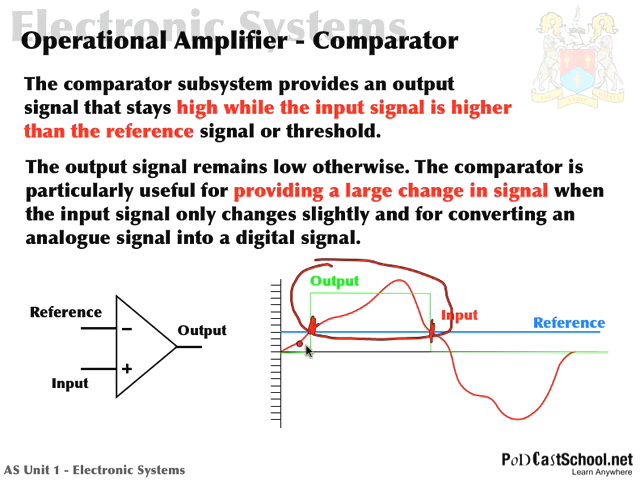 Electronic Systems
Operational Amplifier - Comparator
The comparator subsystem provides an output
signal that stays high while the input signal is higher
than the reference signal or threshold.
The output signal remains low otherwise. The comparator is
particularly useful for providing a large change in signal when
the input signal only changes slightly and for converting an
analogue signal into a digital signal.
Reference
Output
Input
−
+
Output
Input
Reference
PoDCastSchool.net
Learn Anywhere
AS Unit 1 - Electronic Systems